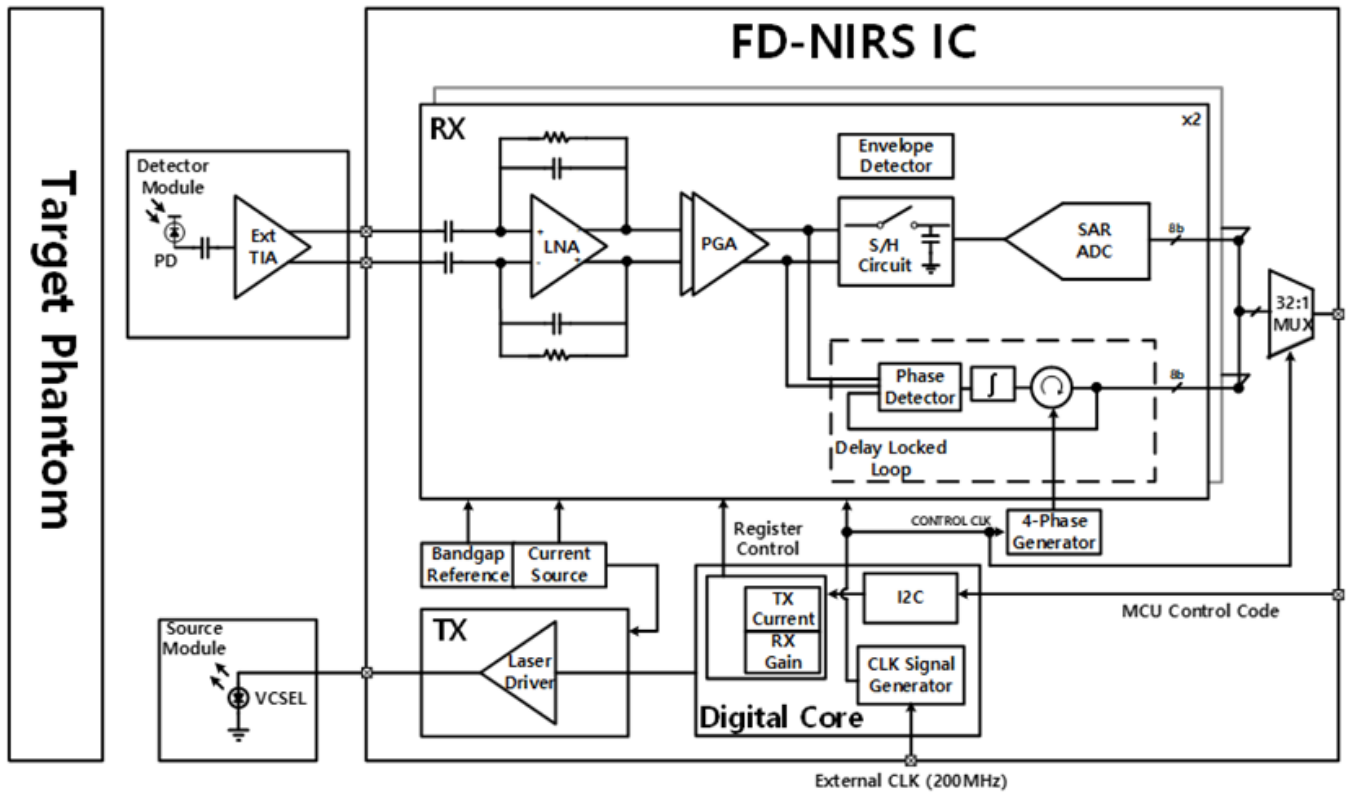 Target Phantom
FD-NIRS IC
RX
x2
Detector
Module
PD
Ext
TIA
+
-
LNA
-
+
PGA
Envelope
Detector
S/H
Circuit
SAR
ADC
8b
32:1
MUX
Phase
Detector
∫
8b
Delay Locked
Loop
Bandgap
Reference
Current
Source
Register
Control
CONTROL CLK
4-Phase
Generator
TX
Current
RX
Gain
I2C
MCU Control Code
CLK Signal
Generator
Digital Core
TX
Laser
Driver
Source
Module
VCSEL
External CLK (200MHz)